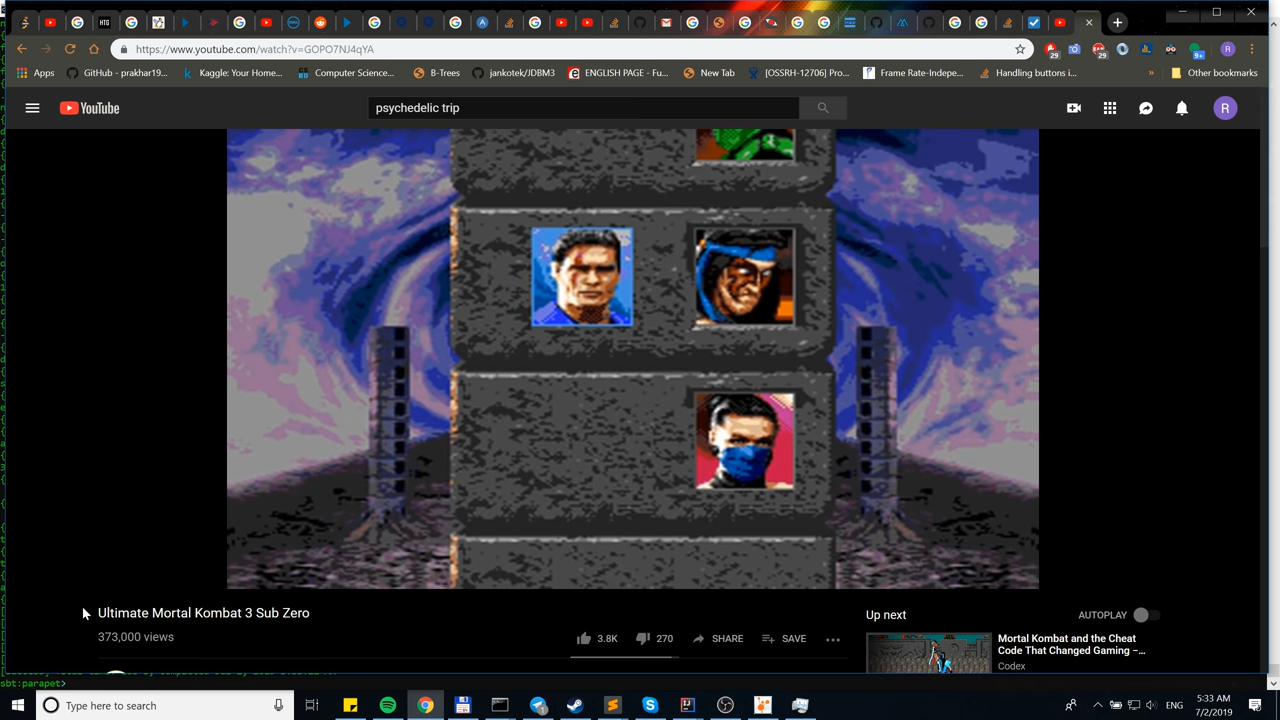 https://www.youtube.com/watch?v=GOPO7NJ4qYA
29
29
9+
R
Apps
GitHub - prakhar19...
Kaggle: Your Home...
Computer Science...
B-Trees
jankotek/JDBM3
ENGLISH PAGE - Fu...
New Tab
[OSSRH-12706] Pro...
Frame Rate-Indepe...
Handling buttons i...
»
Other bookmarks
YouTube
psychedelic trip
R
Ultimate Mortal Kombat 3 Sub Zero
373,000 views
3.8K
270
SHARE
SAVE
Up next
AUTOPLAY
Mortal Kombat and the Cheat
Code That Changed Gaming –...
Codex
sbt:parapet>
Type here to search
ENG
5:33 AM
7/2/2019